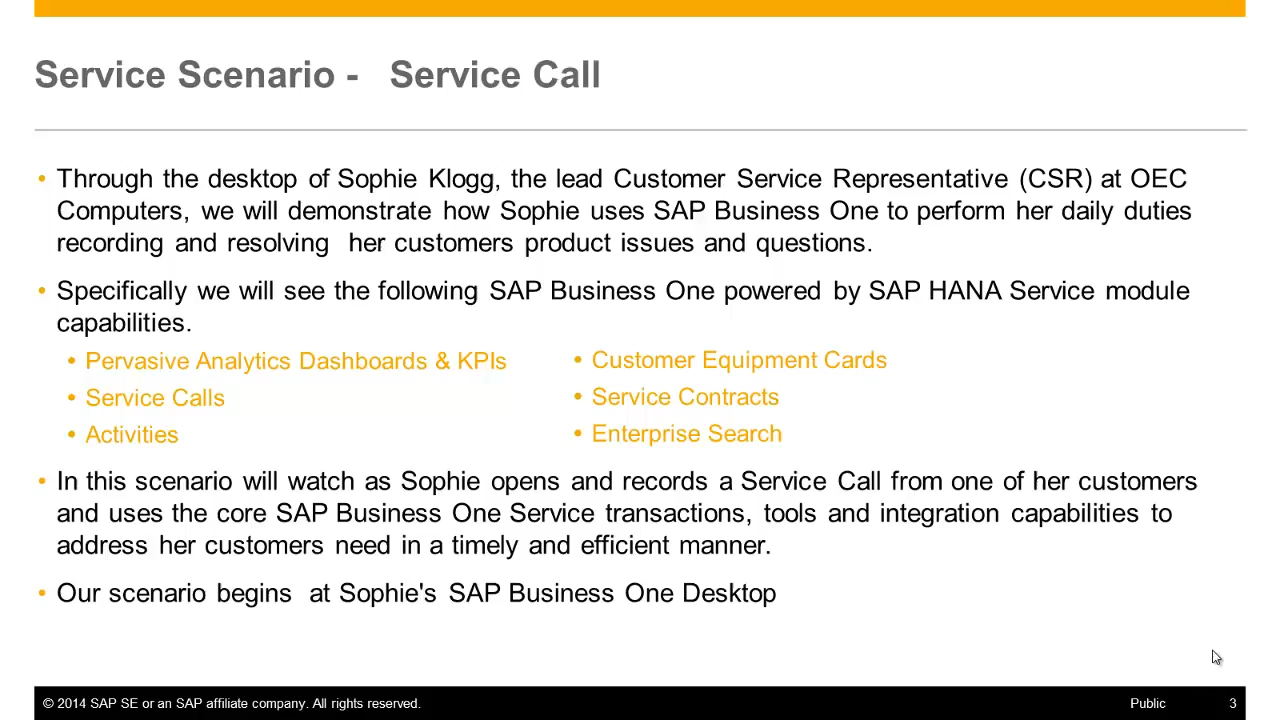 Service Scenario - Service Call
• Through the desktop of Sophie Klogg, the lead Customer Service Representative (CSR) at OEC
Computers, we will demonstrate how Sophie uses SAP Business One to perform her daily duties
recording and resolving her customers product issues and questions.
• Specifically we will see the following SAP Business One powered by SAP HANA Service module
capabilities.
• Pervasive Analytics Dashboards & KPIs
• Service Calls
• Activities
• Customer Equipment Cards
• Service Contracts
• Enterprise Search
• In this scenario will watch as Sophie opens and records a Service Call from one of her customers
and uses the core SAP Business One Service transactions, tools and integration capabilities to
address her customers need in a timely and efficient manner.
• Our scenario begins at Sophie's SAP Business One Desktop
© 2014 SAP SE or an SAP affiliate company. All rights reserved.
Public
3